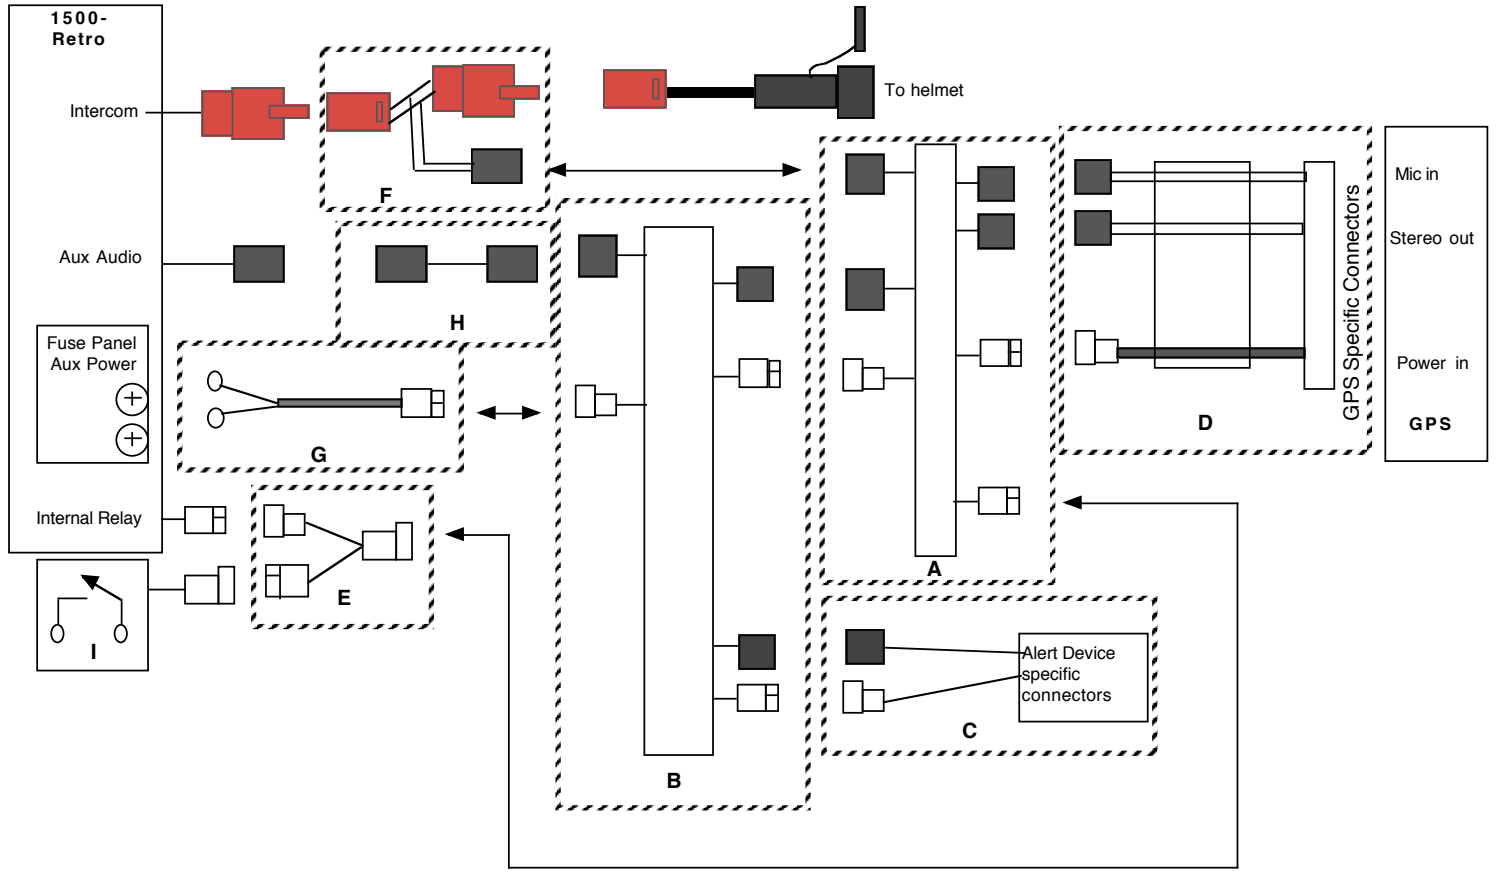 1500-
Retro
Intercom
To helmet
F
Mic in
Stereo out
Aux Audio
H
GPS Specific Connectors
Fuse Panel
Aux Power
Power in
D
GPS
G
Internal Relay
A
E
I
Alert Device
specific
connectors
C
B